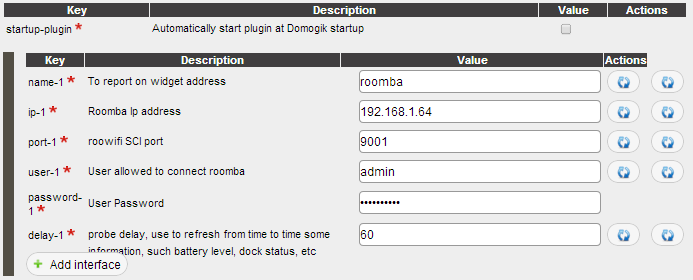 Key Description Value Actions
startup-plugin * Automatically start plugin at Domogik startup
Key Description Value Actions
name-1 * To report on widget address roomba
ip-1 * Roomba Ip address 192.168.1.64
port-1 * roowifi SCI port 9001
user-1 * User allowed to connect roomba admin
password-
1 * User Password ••••••••••
delay-1 * probe delay, use to refresh from time to time some 60
information, such battery level, dock status, etc
Add interface